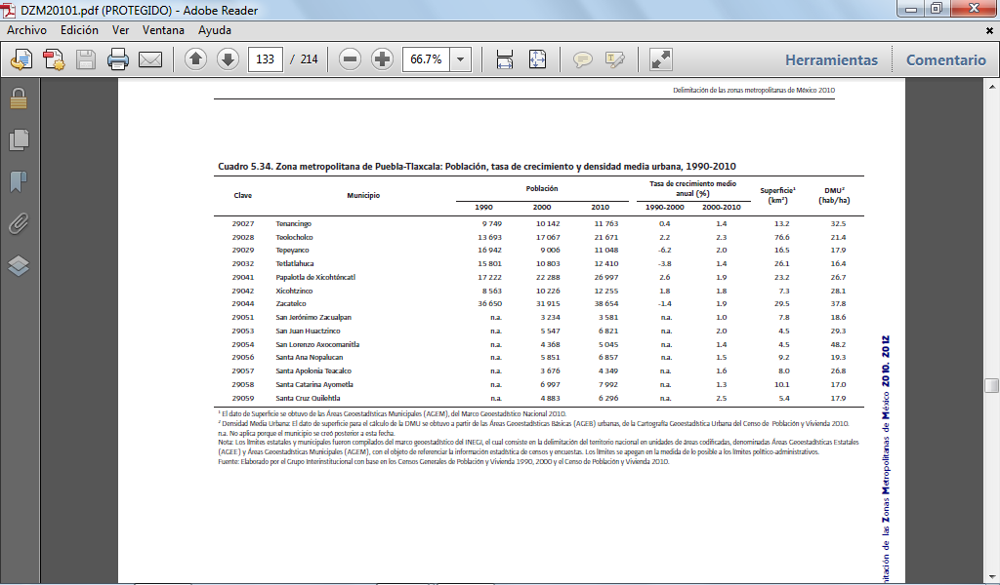 DZM20101.pdf (PROTEGIDO) - Adobe Reader
Archivo Edición Ver Ventana Ayuda
133 / 214 66.7% Herramientas Comentario
Delimitación de las zonas metropolitanas de México 2010
Cuadro 5.34. Zona metropolitana de Puebla-Tlaxcala: Población, tasa de crecimiento y densidad media urbana, 1990-2010
Clave Municipio Población Tasa de crecimiento medio anual (%) Superficie¹ (km²) DMU² (hab/ha)
1990 2000 2010 1990-2000 2000-2010
29027 Tenancingo 9 749 10 142 11 763 0.4 1.4 13.2 32.5
29028 Teolocholco 13 693 17 067 21 671 2.2 2.3 76.6 21.4
29029 Tepeyanco 16 942 9 006 11 048 -6.2 2.0 16.5 17.9
29032 Tetlatlahuca 15 801 10 803 12 410 -3.8 1.4 26.1 16.4
29041 Papalotla de Xicohténcatl 17 222 22 288 26 997 2.6 1.9 23.2 26.7
29042 Xicohtzinco 8 563 10 226 12 255 1.8 1.8 7.3 28.1
29044 Zacatelco 36 650 31 915 38 654 -1.4 1.9 29.5 37.8
29051 San Jerónimo Zacualpan n.a. 3 234 3 581 n.a. 1.0 7.8 18.6
29053 San Juan Huactzinco n.a. 5 547 6 821 n.a. 2.0 4.5 29.3
29054 San Lorenzo Axocomanitla n.a. 4 368 5 045 n.a. 1.4 4.5 48.2
29056 Santa Ana Nopalucan n.a. 5 851 6 857 n.a. 1.5 9.2 19.3
29057 Santa Apolonia Teacalco n.a. 3 676 4 349 n.a. 1.6 8.0 26.8
29058 Santa Catarina Ayometla n.a. 6 997 7 992 n.a. 1.3 10.1 17.0
29059 Santa Cruz Quilehtla n.a. 4 883 6 296 n.a. 2.5 5.4 17.9
¹ El dato de Superficie se obtuvo de las Áreas Geoestadísticas Municipales (AGEM), del Marco Geoestadístico Nacional 2010.
² Densidad Media Urbana: El dato de superficie para el cálculo de la DMU se obtuvo a partir de las Áreas Geoestadísticas Básicas (AGEB) urbanas, de la Cartografía Geoestadística Urbana del Censo de Población y Vivienda 2010.
n.a. No aplica porque el municipio se creó posterior a esta fecha.
Nota: Los límites estatales y municipales fueron compilados del marco geoestadístico del INEGI, el cual consiste en la delimitación del territorio nacional en unidades de áreas codificadas, denominadas Áreas Geoestadísticas Estatales
(AGEE) y Áreas Geoestadísticas Municipales (AGEM), con el objeto de referenciar la información estadística de censos y encuestas. Los límites se apegan en la medida de lo posible a los límites político-administrativos.
Fuente: Elaborado por el Grupo Interinstitucional con base en los Censos Generales de Población y Vivienda 1990, 2000 y el Censo de Población y Vivienda 2010.
mitación de las Zonas Metropolitanas de México 2010. 2012